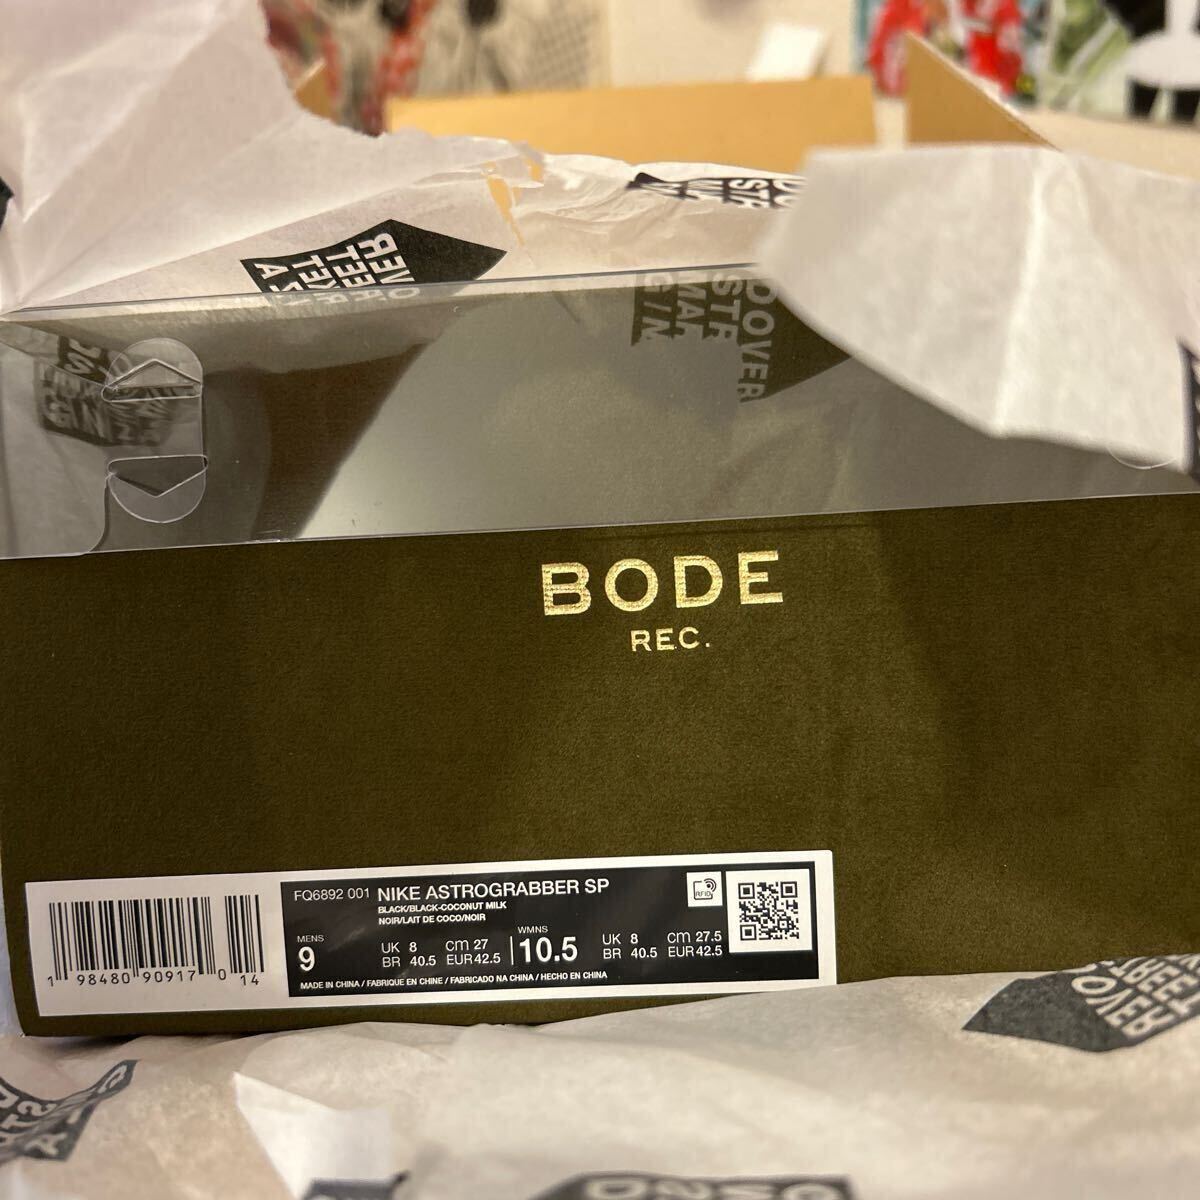 BODE
REC.
FQ6892 001 NIKE ASTROGRABBER SP
BLACK/BLACK-COCONUT MILK
NOIR/LAIT DE COCO/NOIR
RFID
MENS
9
UK 8 cm 27
BR 40.5 EUR 42.5
WMNS
10.5
UK 8 cm 27.5
BR 40.5 EUR 42.5
MADE IN CHINA / FABRIQUE EN CHINE / FABRICADO NA CHINA / HECHO EN CHINA
1 98480 90917 0 14